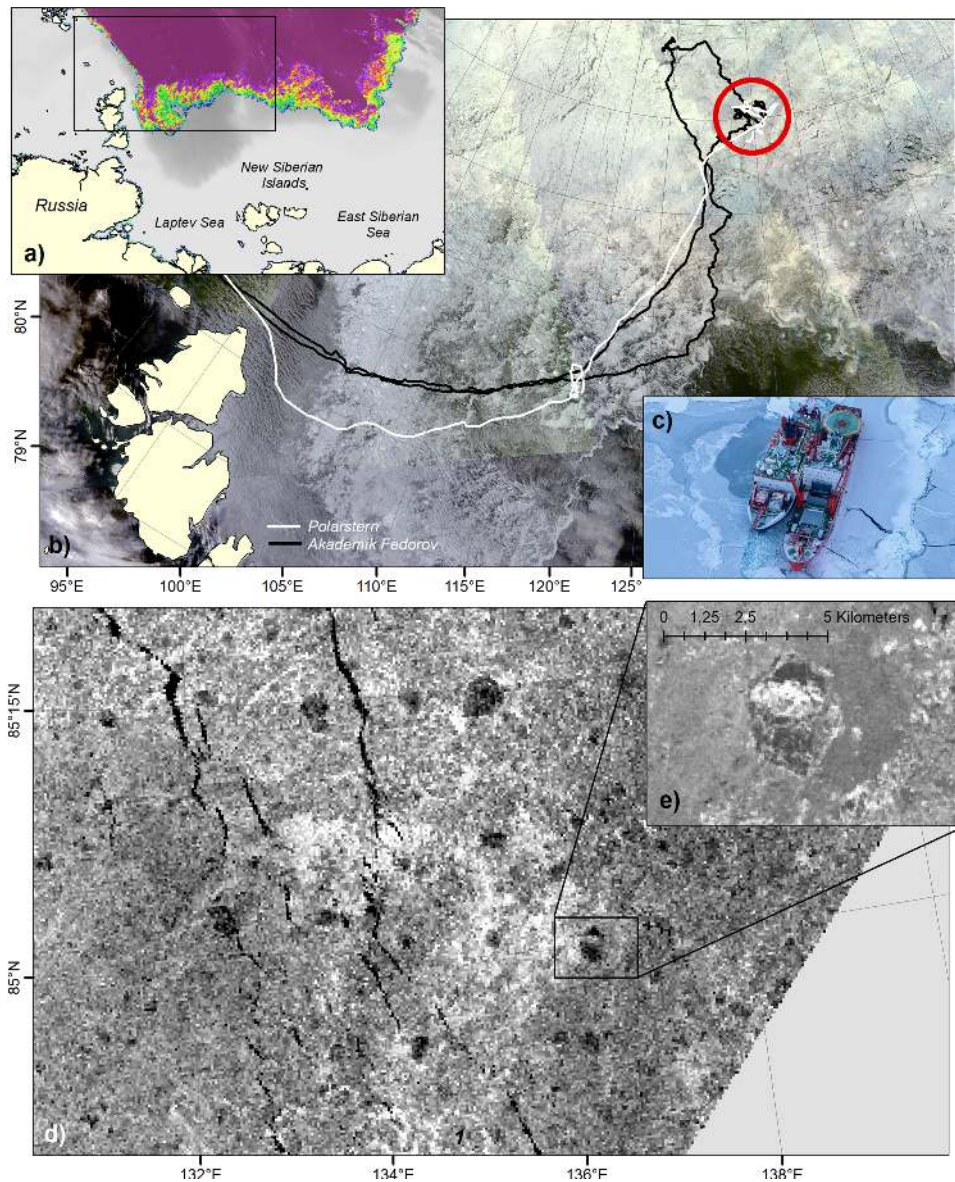 New Siberian
Islands
Russia
Laptev Sea
East Siberian
Sea
a)
80°N
79°N
c)
Polarstern
Akademik Fedorov
b)
95°E 100°E 105°E 110°E 115°E 120°E 125°
0 1,25 2,5 5 Kilometers
e)
85°15'N
85°N
d)
1
132°E 134°E 136°E 138°E